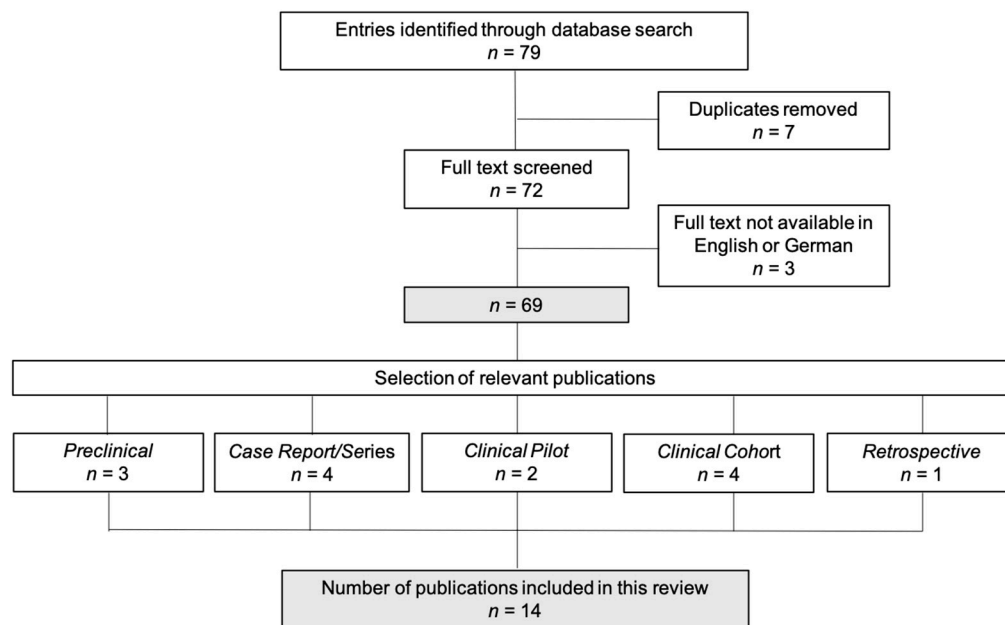 Entries identified through database search
n = 79
Duplicates removed
n = 7
Full text screened
n = 72
Full text not available in
English or German
n = 3
n = 69
Selection of relevant publications
Preclinical
n = 3
Case Report/Series
n = 4
Clinical Pilot
n = 2
Clinical Cohort
n = 4
Retrospective
n = 1
Number of publications included in this review
n = 14